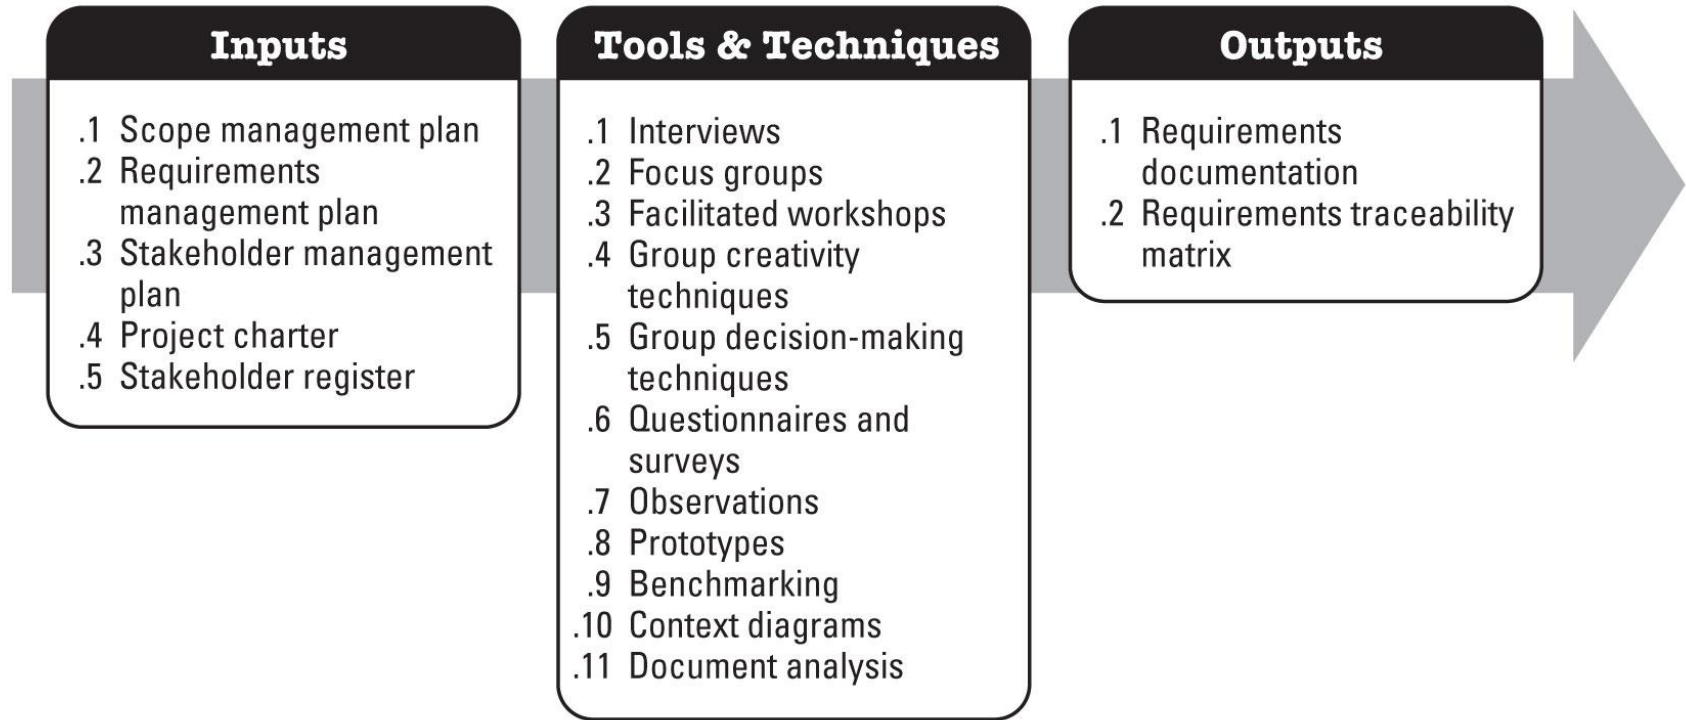 Inputs
.1 Scope management plan
.2 Requirements
management plan
.3 Stakeholder management
plan
.4 Project charter
.5 Stakeholder register
Tools & Techniques
.1 Interviews
.2 Focus groups
.3 Facilitated workshops
.4 Group creativity
techniques
.5 Group decision-making
techniques
.6 Questionnaires and
surveys
.7 Observations
.8 Prototypes
.9 Benchmarking
.10 Context diagrams
.11 Document analysis
Outputs
.1 Requirements
documentation
.2 Requirements traceability
matrix